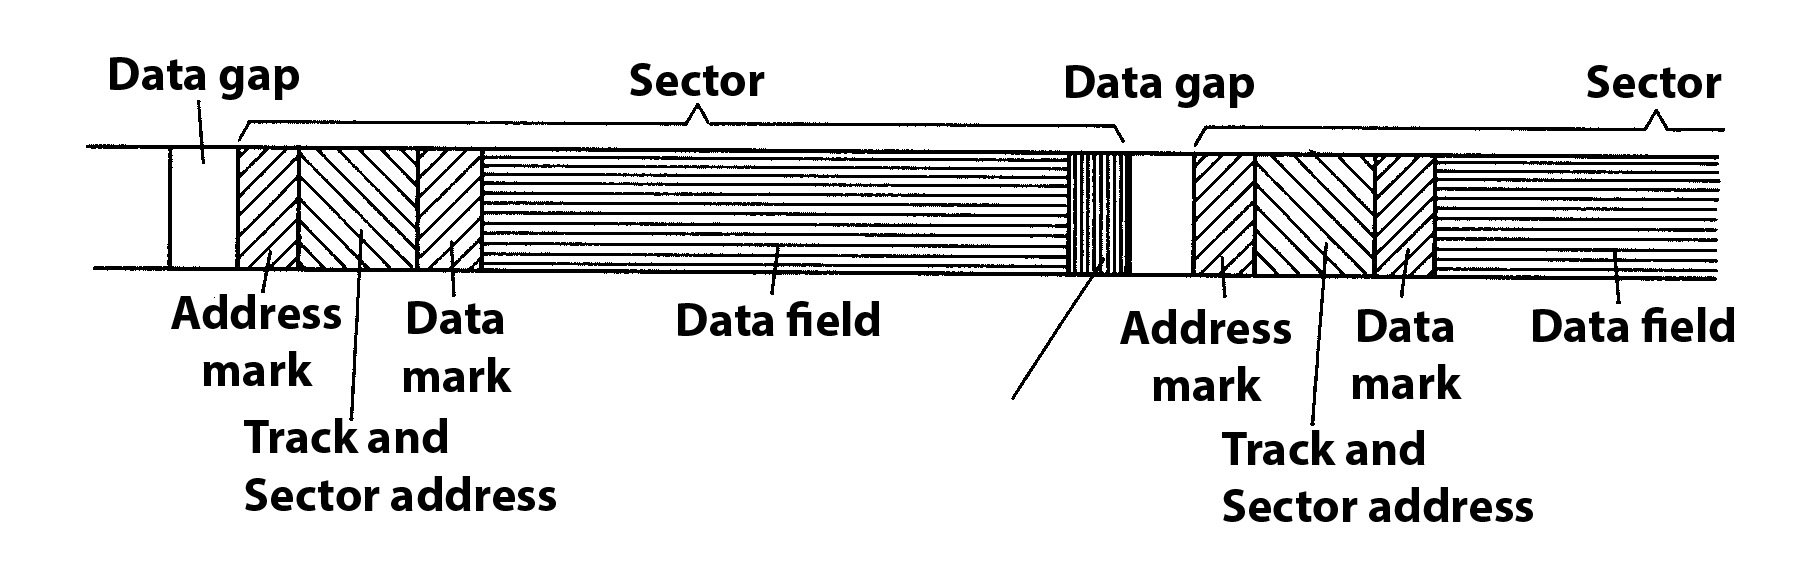 Data gap
Sector
Data gap
Sector
Address
mark
Track and
Sector address
Data
mark
Data field
Address
mark
Track and
Sector address
Data
mark
Data field